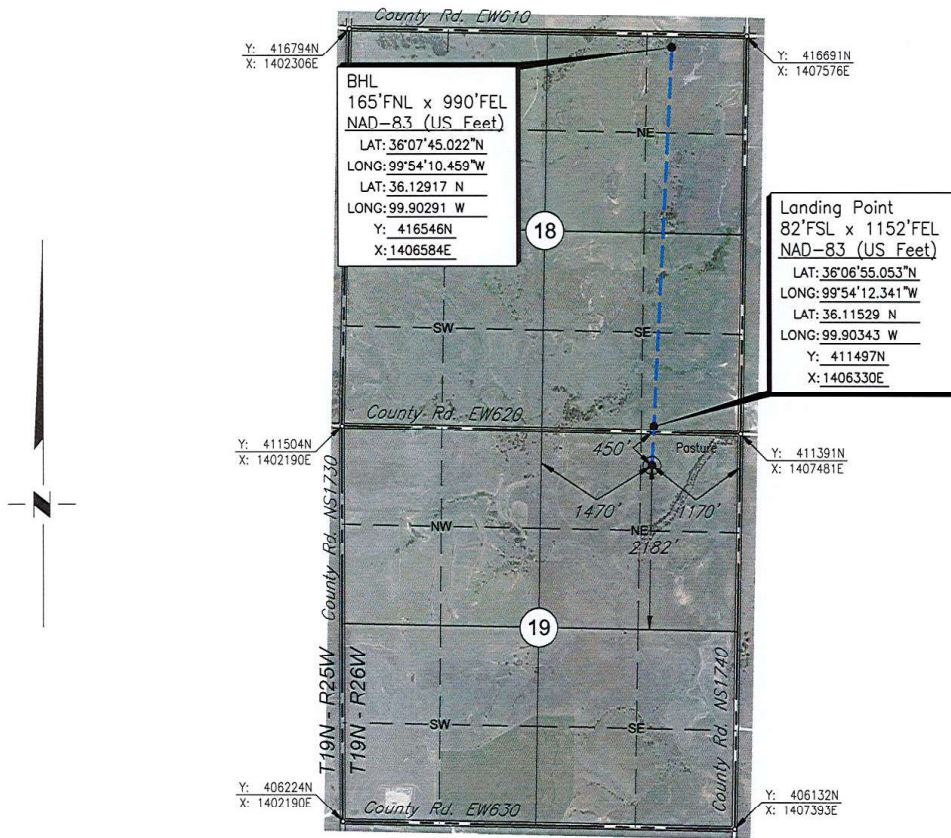 County Rd. EW610
Y: 416794N
X: 1402306E
Y: 416691N
X: 1407576E
BHL
165'FNL x 990'FEL
NAD-83 (US Feet)
LAT: 36°07'45.022"N
LONG: 99°54'10.459"W
LAT: 36.12917 N
LONG: 99.90291 W
Y: 416546N
X: 1406584E
NE
18
Landing Point
82'FSL x 1152'FEL
NAD-83 (US Feet)
LAT: 36°06'55.053"N
LONG: 99°54'12.341"W
LAT: 36.11529 N
LONG: 99.90343 W
Y: 411497N
X: 1406330E
SW
SE
County Rd. EW620
Y: 411504N
X: 1402190E
450'
Pasture
Y: 411391N
X: 1407481E
1470'
1170'
N
County Rd. NS1730
NW
NE
2182'
19
T19N - R25W
T19N - R26W
SW
SE
County Rd. NS1740
Y: 406224N
X: 1402190E
County Rd. EW630
Y: 406132N
X: 1407393E